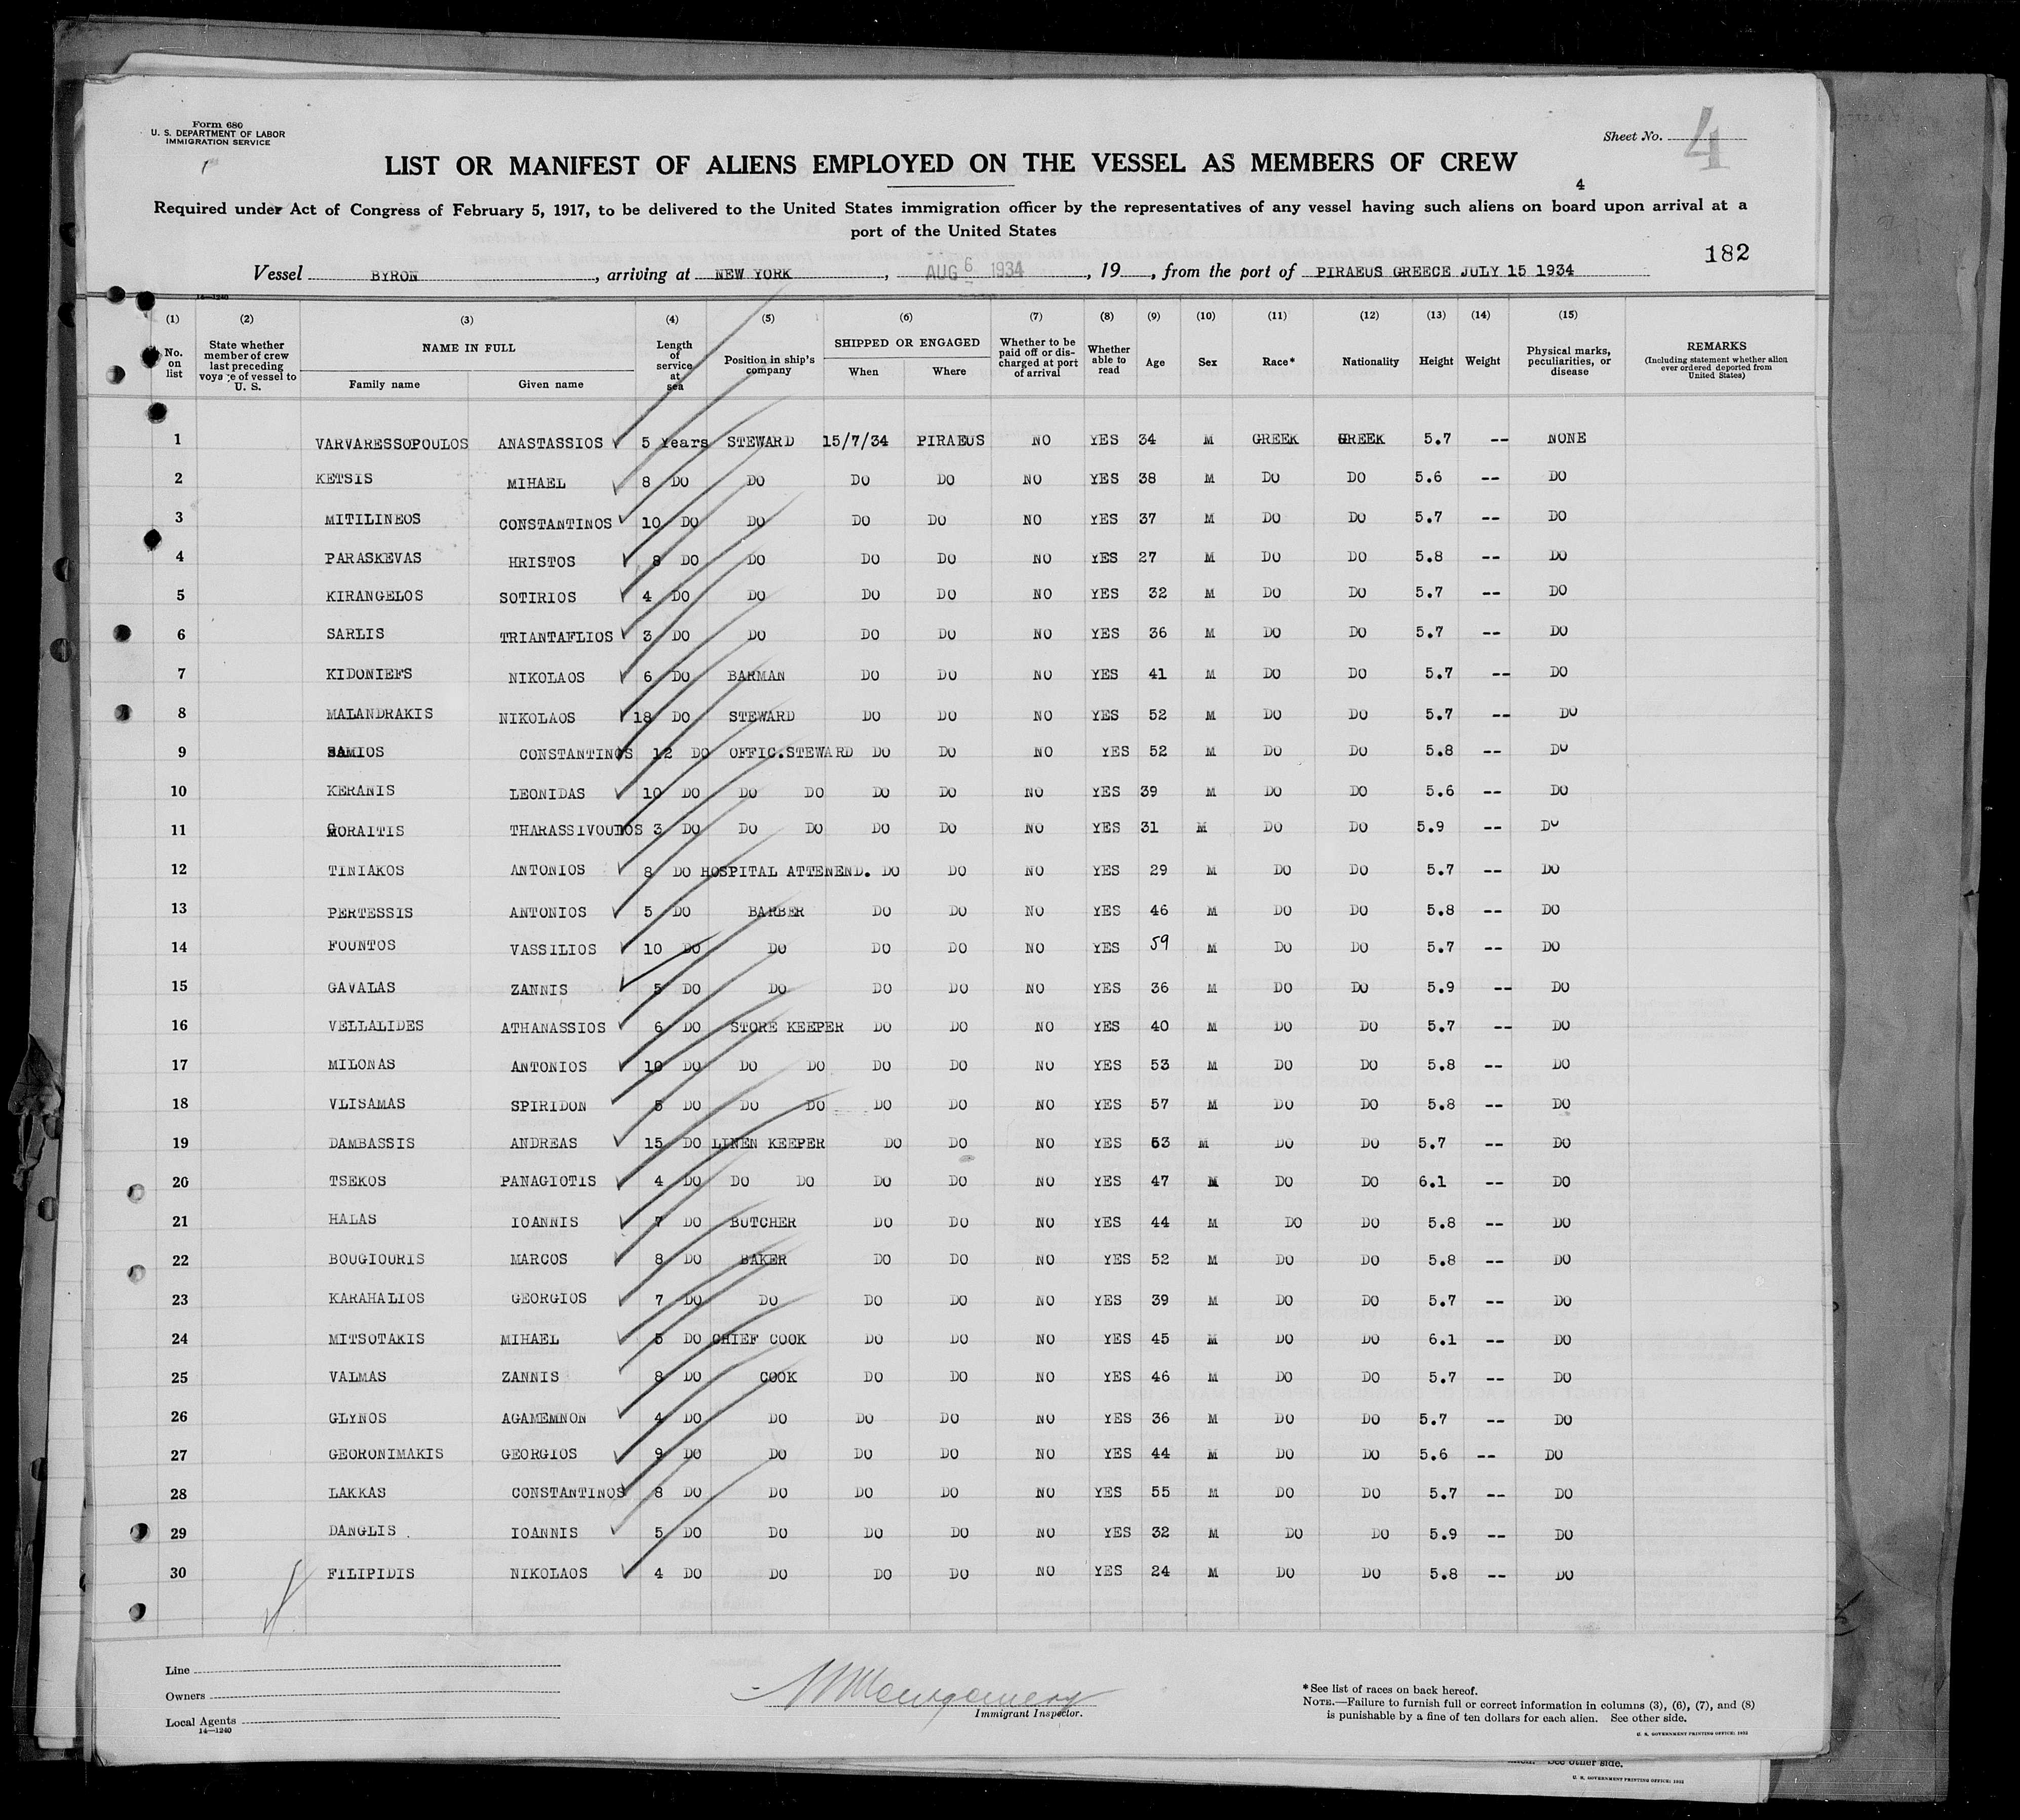 Form 680
U. S. DEPARTMENT OF LABOR
IMMIGRATION SERVICE
Sheet No. 4
LIST OR MANIFEST OF ALIENS EMPLOYED ON THE VESSEL AS MEMBERS OF CREW
4
Required under Act of Congress of February 5, 1917, to be delivered to the United States immigration officer by the representatives of any vessel having such aliens on board upon arrival at a
port of the United States
182
Vessel BYRON, arriving at NEW YORK, AUG 6 1934, 19, from the port of PIRAEUS GREECE JULY 15 1934
14—1240
(1) (2) (3) (4) (5) (6) (7) (8) (9) (10) (11) (12) (13) (14) (15)
No. on list State whether member of crew last preceding voyage of vessel to U. S. NAME IN FULL Family name Given name Length of service at sea Position in ship's company SHIPPED OR ENGAGED When Where Whether to be paid off or discharged at port of arrival Whether able to read Age Sex Race* Nationality Height Weight Physical marks, peculiarities, or disease REMARKS (Including statement whether alien ever ordered deported from United States)
1 VARVARESSOPOULOS ANASTASSIOS 5 Years STEWARD 15/7/34 PIRAEUS NO YES 34 M GREEK GREEK 5.7 -- NONE
2 KETSIS MIHAEL 8 DO DO DO DO NO YES 38 M DO DO 5.6 -- DO
3 MITILINEOS CONSTANTINOS 10 DO DO DO DO NO YES 37 M DO DO 5.7 -- DO
4 PARASKEVAS HRISTOS 8 DO DO DO DO NO YES 27 M DO DO 5.8 -- DO
5 KIRANGELOS SOTIRIOS 4 DO DO DO DO NO YES 32 M DO DO 5.7 -- DO
6 SARLIS TRIANTAFLIOS 3 DO DO DO DO NO YES 36 M DO DO 5.7 -- DO
7 KIDONIEFS NIKOLAOS 6 DO BARMAN DO DO NO YES 41 M DO DO 5.7 -- DO
8 MALANDRAKIS NIKOLAOS 18 DO STEWARD DO DO NO YES 52 M DO DO 5.7 -- DO
9 SAMIOS CONSTANTINOS 12 DO OFFIC.STEWARD DO DO NO YES 52 M DO DO 5.8 -- DO
10 KERANIS LEONIDAS 10 DO DO DO DO DO NO YES 39 M DO DO 5.6 -- DO
11 MORAITIS THARASSIVOULOS 3 DO DO DO DO DO NO YES 31 M DO DO 5.9 -- DO
12 TINIAKOS ANTONIOS 8 DO HOSPITAL ATTENEND. DO DO NO YES 29 M DO DO 5.7 -- DO
13 PERTESSIS ANTONIOS 5 DO BARBER DO DO NO YES 46 M DO DO 5.8 -- DO
14 FOUNTOS VASSILIOS 10 DO DO DO DO NO YES 59 M DO DO 5.7 -- DO
15 GAVALAS ZANNIS 5 DO DO DO DO NO YES 36 M DO DO 5.9 -- DO
16 VELLALIDES ATHANASSIOS 6 DO STORE KEEPER DO DO NO YES 40 M DO DO 5.7 -- DO
17 MILONAS ANTONIOS 10 DO DO DO DO DO NO YES 53 M DO DO 5.8 -- DO
18 VLISAMAS SPIRIDON 5 DO DO DO DO DO NO YES 57 M DO DO 5.8 -- DO
19 DAMBASSIS ANDREAS 15 DO LINEN KEEPER DO DO NO YES 53 M DO DO 5.7 -- DO
20 TSEKOS PANAGIOTIS 4 DO DO DO DO DO NO YES 47 M DO DO 6.1 -- DO
21 HALAS IOANNIS 7 DO BUTCHER DO DO NO YES 44 M DO DO 5.8 -- DO
22 BOUGIOURIS MARCOS 8 DO BAKER DO DO NO YES 52 M DO DO 5.8 -- DO
23 KARAHALIOS GEORGIOS 7 DO DO DO DO NO YES 39 M DO DO 5.7 -- DO
24 MITSOTAKIS MIHAEL 5 DO CHIEF COOK DO DO NO YES 45 M DO DO 6.1 -- DO
25 VALMAS ZANNIS 8 DO COOK DO DO NO YES 46 M DO DO 5.7 -- DO
26 GLYNOS AGAMEMNON 4 DO DO DO DO NO YES 36 M DO DO 5.7 -- DO
27 GEORONIMAKIS GEORGIOS 9 DO DO DO DO NO YES 44 M DO DO 5.6 -- DO
28 LAKKAS CONSTANTINOS 8 DO DO DO DO NO YES 55 M DO DO 5.7 -- DO
29 DANGLIS IOANNIS 5 DO DO DO DO NO YES 32 M DO DO 5.9 -- DO
30 FILIPIDIS NIKOLAOS 4 DO DO DO DO NO YES 24 M DO DO 5.8 -- DO
Line
Owners
Local Agents
14—1240
Montgomery
Immigrant Inspector.
*See list of races on back hereof.
NOTE.—Failure to furnish full or correct information in columns (3), (6), (7), and (8)
is punishable by a fine of ten dollars for each alien. See other side.
U. S. GOVERNMENT PRINTING OFFICE: 1932
See other side.
U. S. GOVERNMENT PRINTING OFFICE: 1932